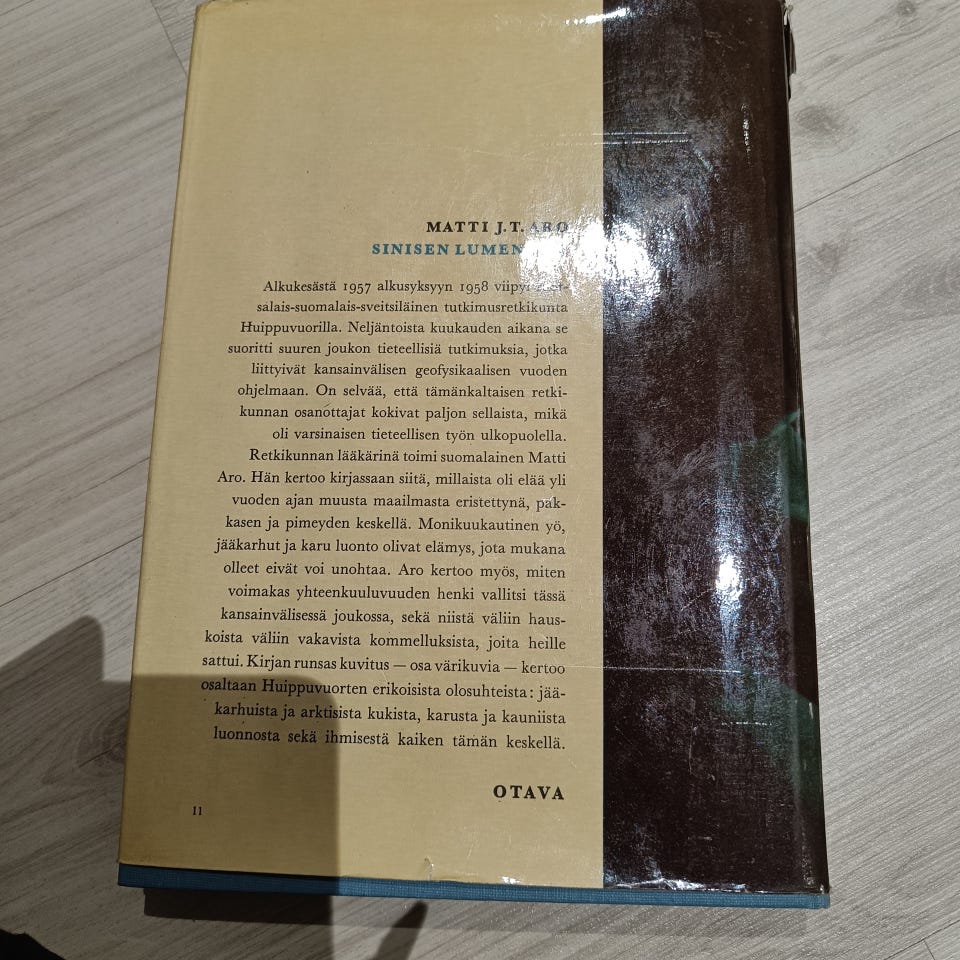 MATTI J.T. ARO
SINISEN LUMEN
Alkukesästä 1957 alkusyksyyn 1958 viipyi
salais-suomalais-sveitsiläinen tutkimusretkikunta
Huippuvuorilla. Neljäntoista kuukauden aikana se
suoritti suuren joukon tieteellisiä tutkimuksia, jotka
liittyivät kansainvälisen geofysikaalisen vuoden
ohjelmaan. On selvää, että tämänkaltaisen retki-
kunnan osanottajat kokivat paljon sellaista, mikä
oli varsinaisen tieteellisen työn ulkopuolella.
Retkikunnan lääkärinä toimi suomalainen Matti
Aro. Hän kertoo kirjassaan siitä, millaista oli elää yli
vuoden ajan muusta maailmasta eristettynä, pak-
kasen ja pimeyden keskellä. Monikuukautinen yö,
jääkarhut ja karu luonto olivat elämys, jota mukana
olleet eivät voi unohtaa. Aro kertoo myös, miten
voimakas yhteenkuuluvuuden henki vallitsi tässä
kansainvälisessä joukossa, sekä niistä väliin haus-
koista väliin vakavista kommelluksista, joita heille
sattui. Kirjan runsas kuvitus — osa värikuvia — kertoo
osaltaan Huippuvuorten erikoisista olosuhteista: jää-
karhuista ja arktisista kukista, karusta ja kauniista
luonnosta sekä ihmisestä kaiken tämän keskellä.
OTAVA
11